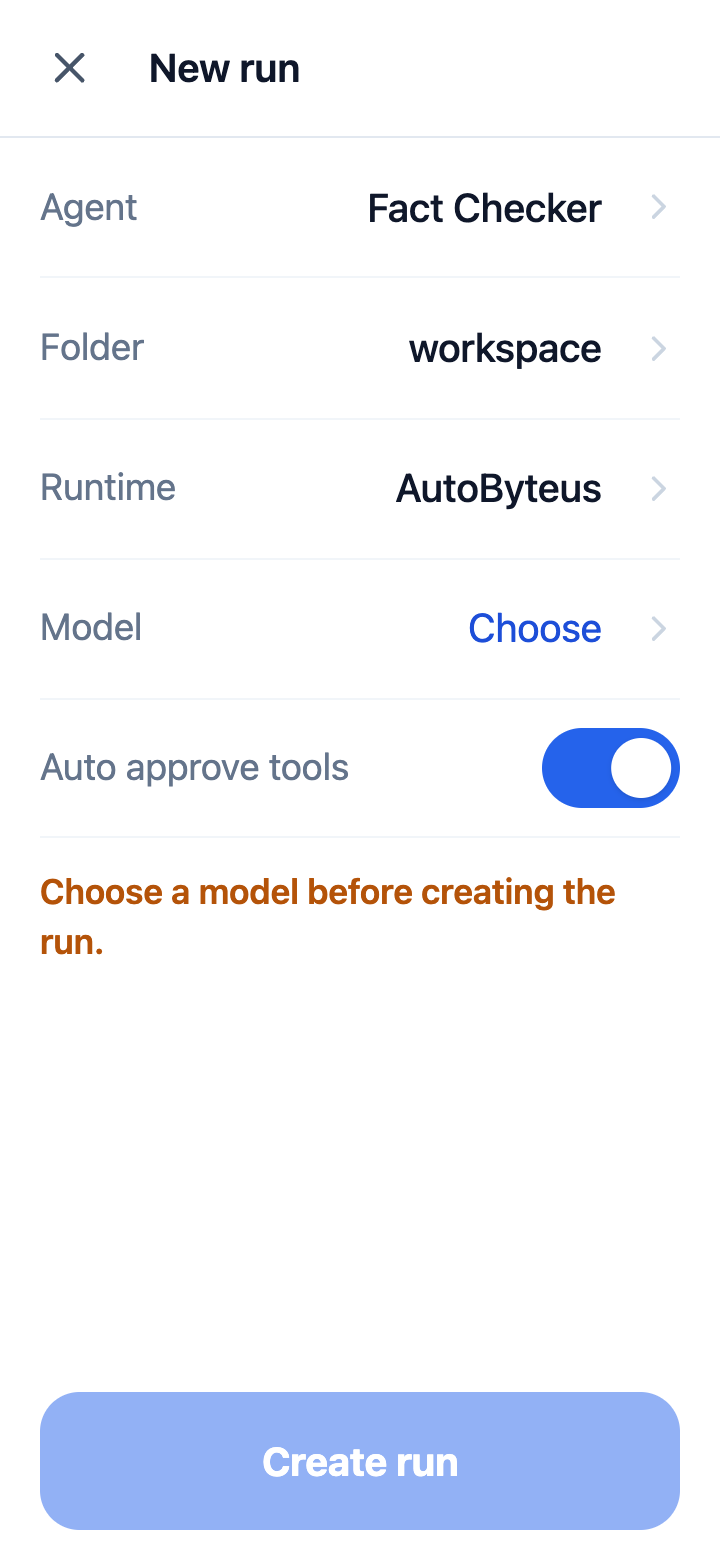 New run
Agent
Fact Checker
Folder
workspace
Runtime
AutoByteus
Model
Choose
Auto approve tools
Choose a model before creating the
run.
Create run